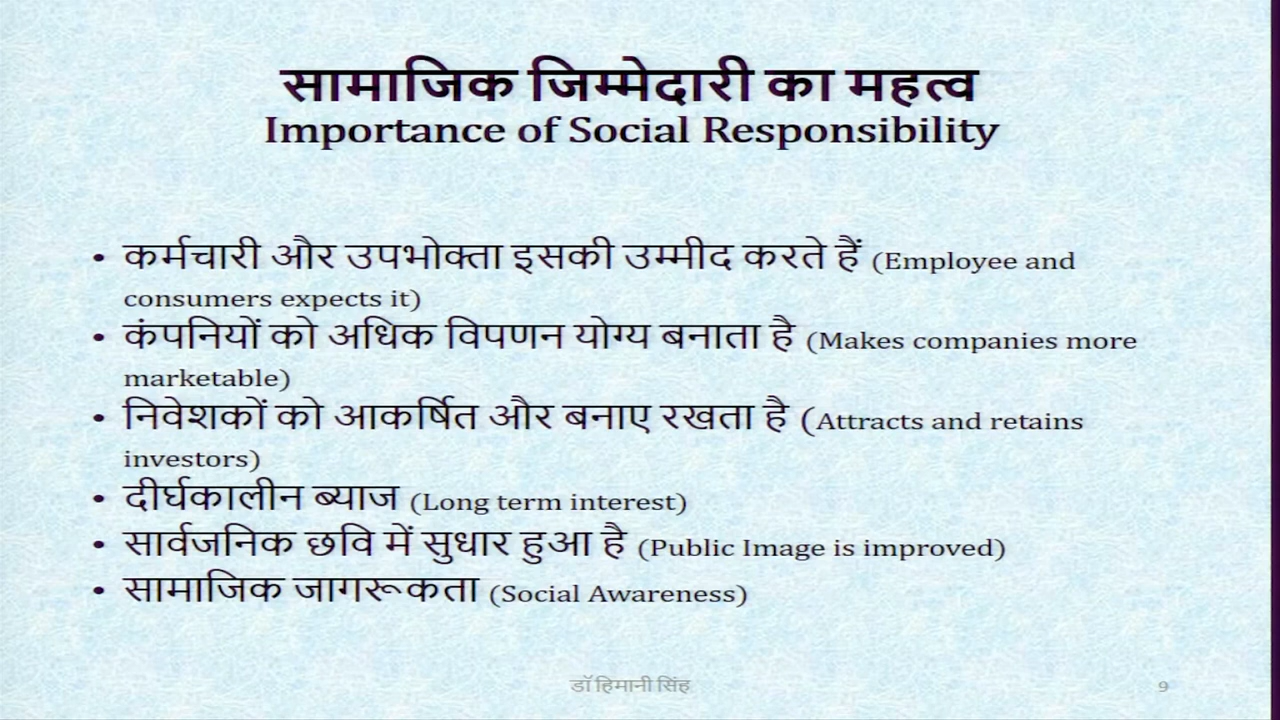 सामाजिक जिम्मेदारी का महत्व
Importance of Social Responsibility
• कर्मचारी और उपभोक्ता इसकी उम्मीद करते हैं (Employee and
consumers expects it)
• कंपनियों को अधिक विपणन योग्य बनाता है (Makes companies more
marketable)
• निवेशकों को आकर्षित और बनाए रखता है (Attracts and retains
investors)
• दीर्घकालीन ब्याज (Long term interest)
• सार्वजनिक छवि में सुधार हुआ है (Public Image is improved)
• सामाजिक जागरूकता (Social Awareness)
डॉ हिमानी सिंह
9